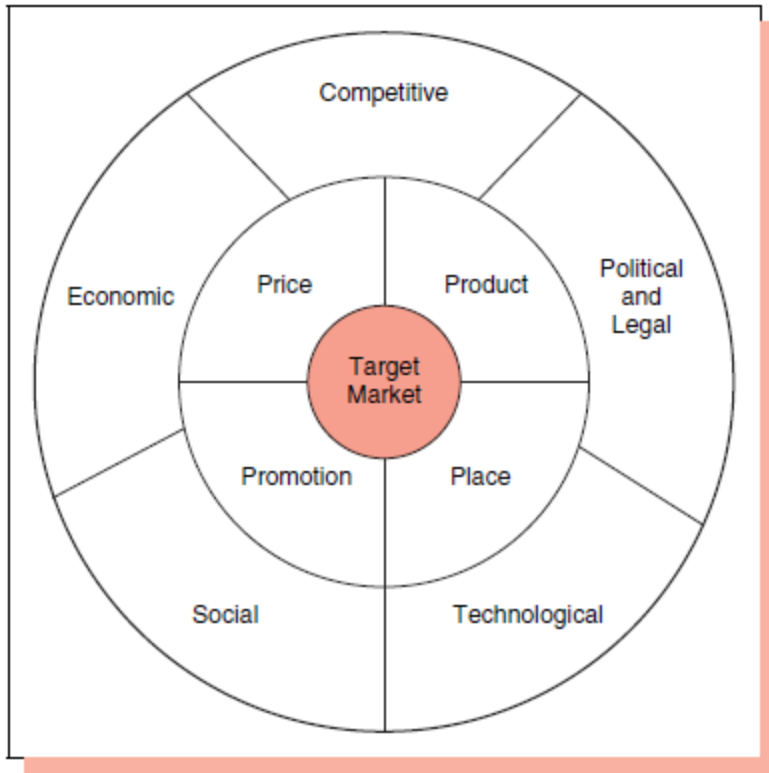 Competitive
Economic
Price
Product
Political
and
Legal
Target
Market
Promotion
Place
Social
Technological